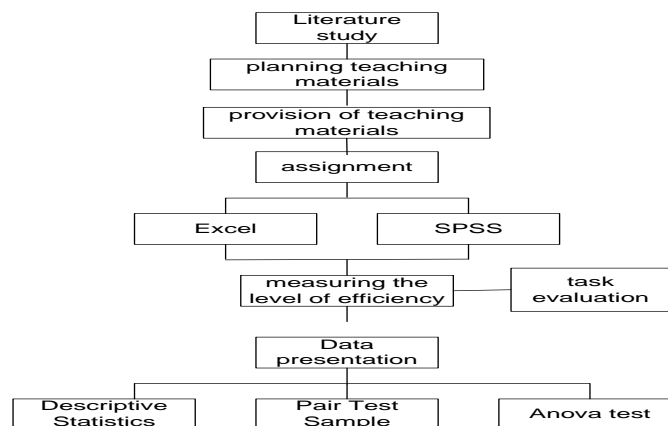 Literature
study
planning teaching
materials
provision of teaching
materials
assignment
Excel
SPSS
measuring the
level of efficiency
task
evaluation
Data
presentation
Descriptive
Statistics
Pair Test
Sample
Anova test